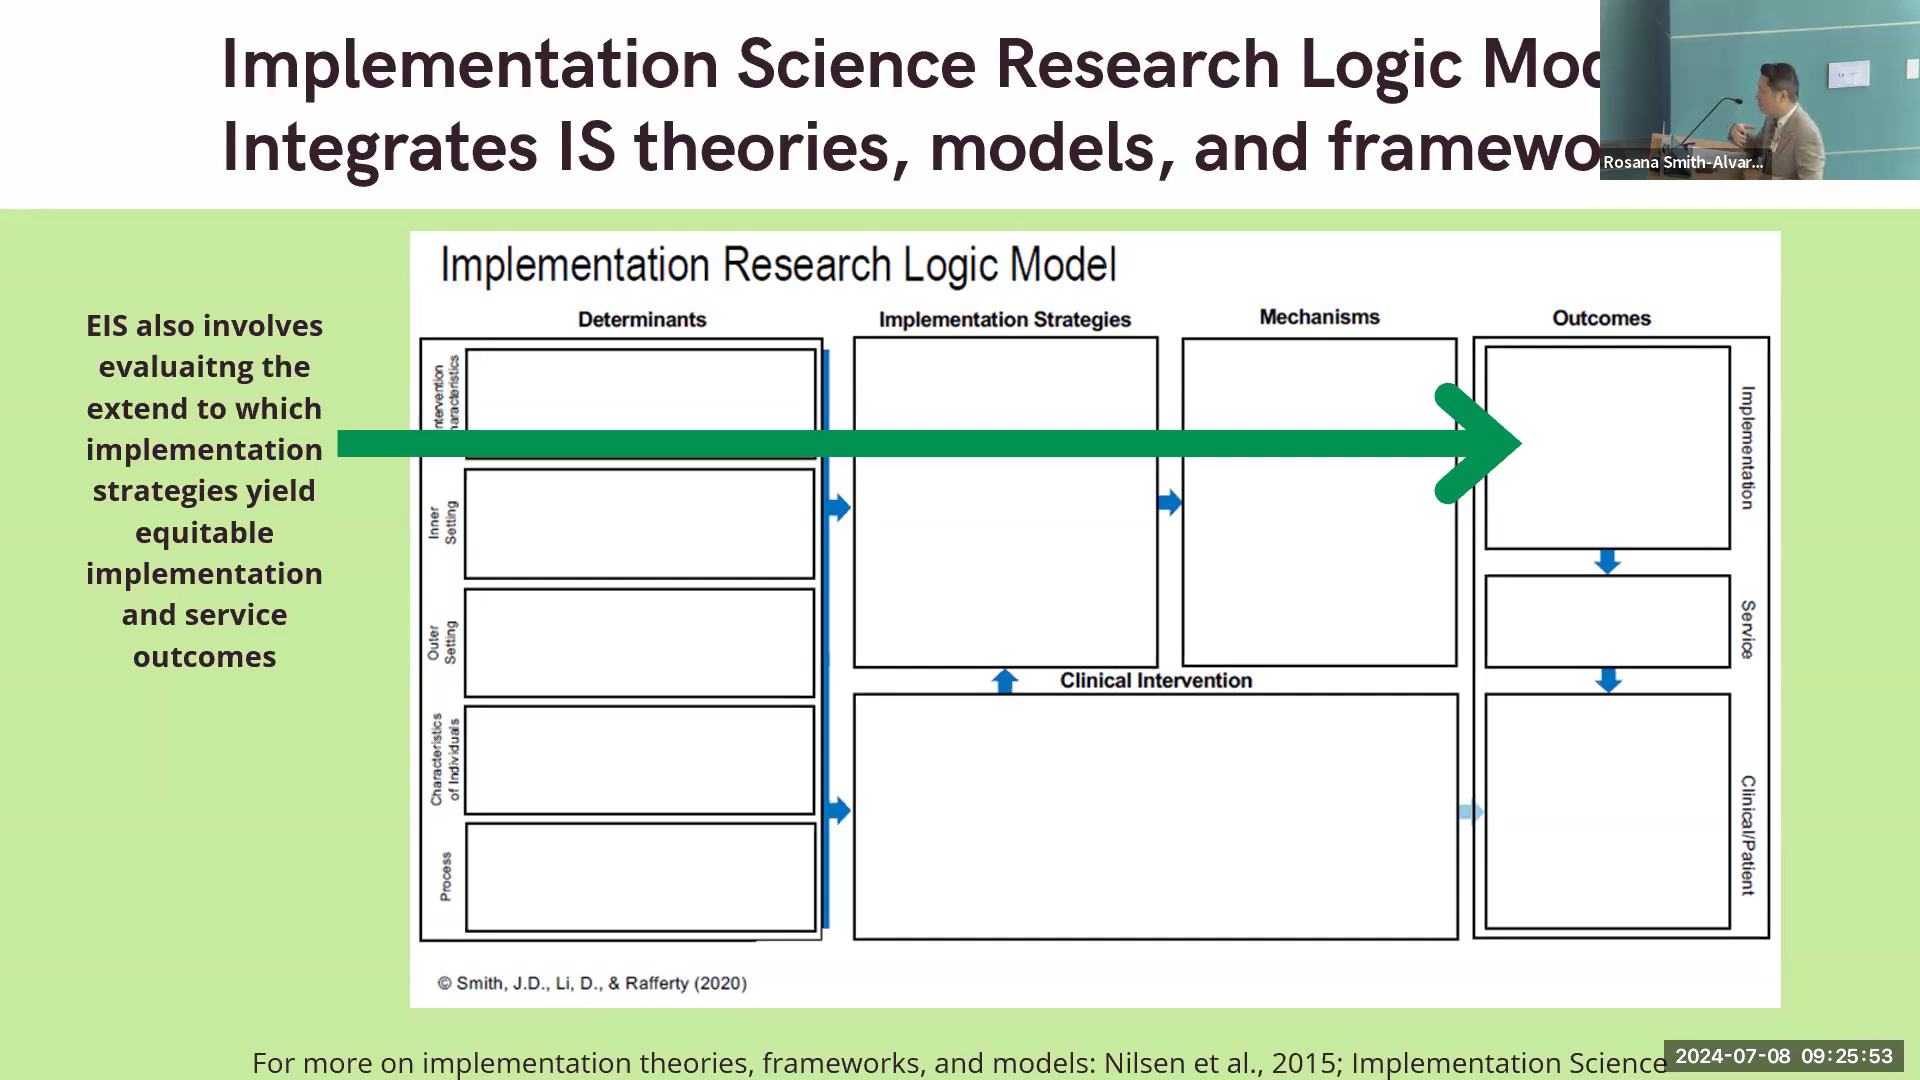 Implementation Science Research Logic Mod
Integrates IS theories, models, and framewo
Rosana Smith-Alvar...
EIS also involves
evaluaitng the
extend to which
implementation
strategies yield
equitable
implementation
and service
outcomes
Implementation Research Logic Model
Determinants
Implementation Strategies
Mechanisms
Outcomes
Inner
Setting
Outer
Setting
Characteristics
of Individuals
Process
Clinical Intervention
Implementation
Service
Clinical/Patient
© Smith, J.D., Li, D., & Rafferty (2020)
For more on implementation theories, frameworks, and models: Nilsen et al., 2015; Implementation Science
2024-07-08 09:25:53